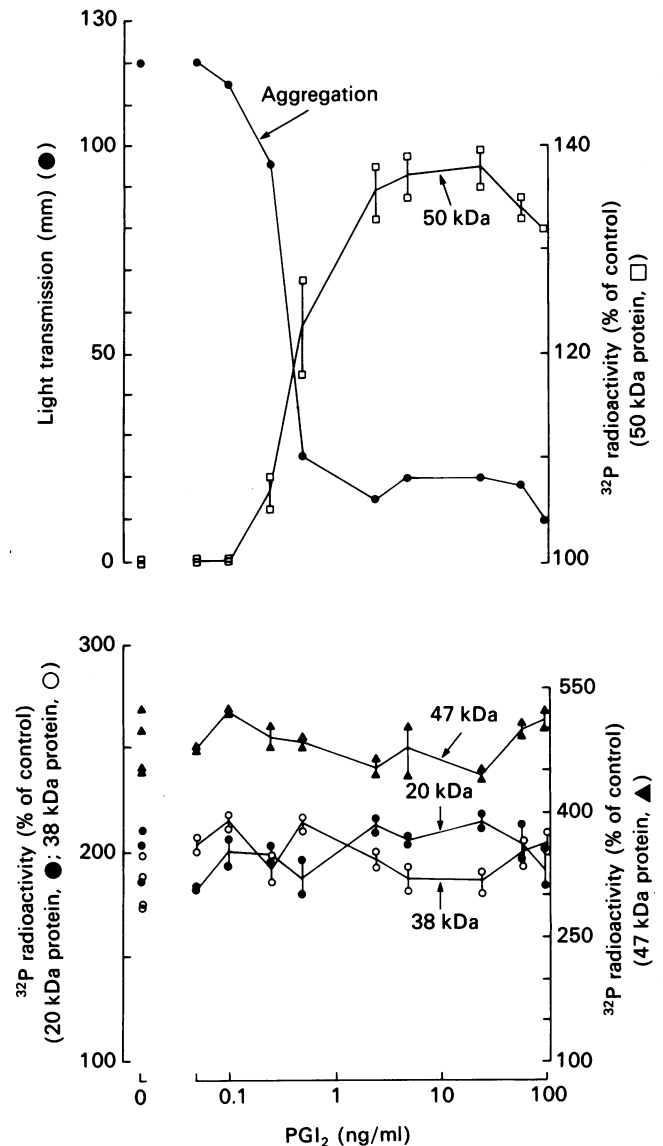 130
Aggregation
100
140
50 kDa
50
120
0
100
Light transmission (mm) (●)
³²P radioactivity (% of control)
(50 kDa protein, □)
300
550
47 kDa
20 kDa
400
200
38 kDa
250
100
100
³²P radioactivity (% of control)
(20 kDa protein, ●; 38 kDa protein, ○)
³²P radioactivity (% of control)
(47 kDa protein, ▲)
0 0.1 1 10 100
PGI₂ (ng/ml)